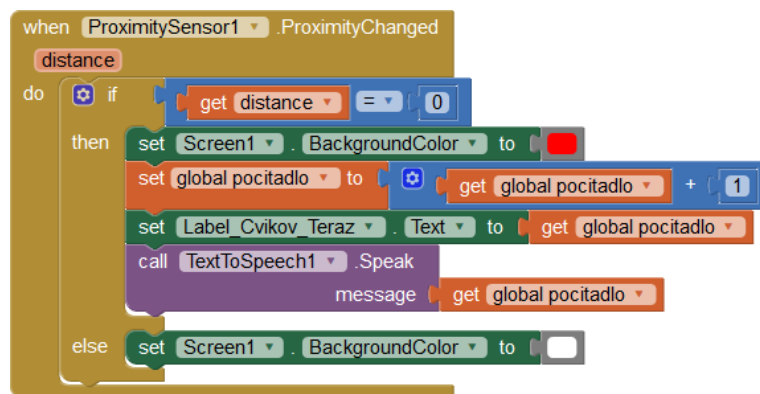 when ProximitySensor1 .ProximityChanged
distance
do if get distance = 0
then set Screen1 . BackgroundColor to
set global pocitadlo to get global pocitadlo + 1
set Label_Cvikov_Teraz . Text to get global pocitadlo
call TextToSpeech1 .Speak
message get global pocitadlo
else set Screen1 . BackgroundColor to